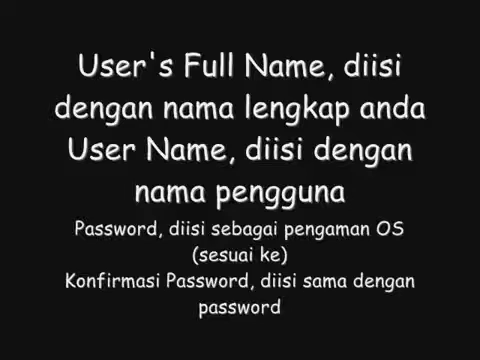 User's Full Name, diisi
dengan nama lengkap anda
User Name, diisi dengan
nama pengguna
Password, diisi sebagai pengaman OS
(sesuai ke)
Konfirmasi Password, diisi sama dengan
password